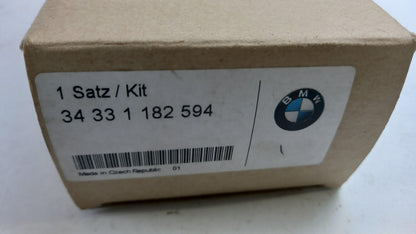 1 Satz / Kit
34 33 1 182 594
BMW
Made in Czech Republic 01